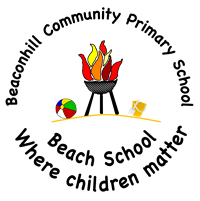 Beaconhill Community Primary School
Beach School
Where children matter